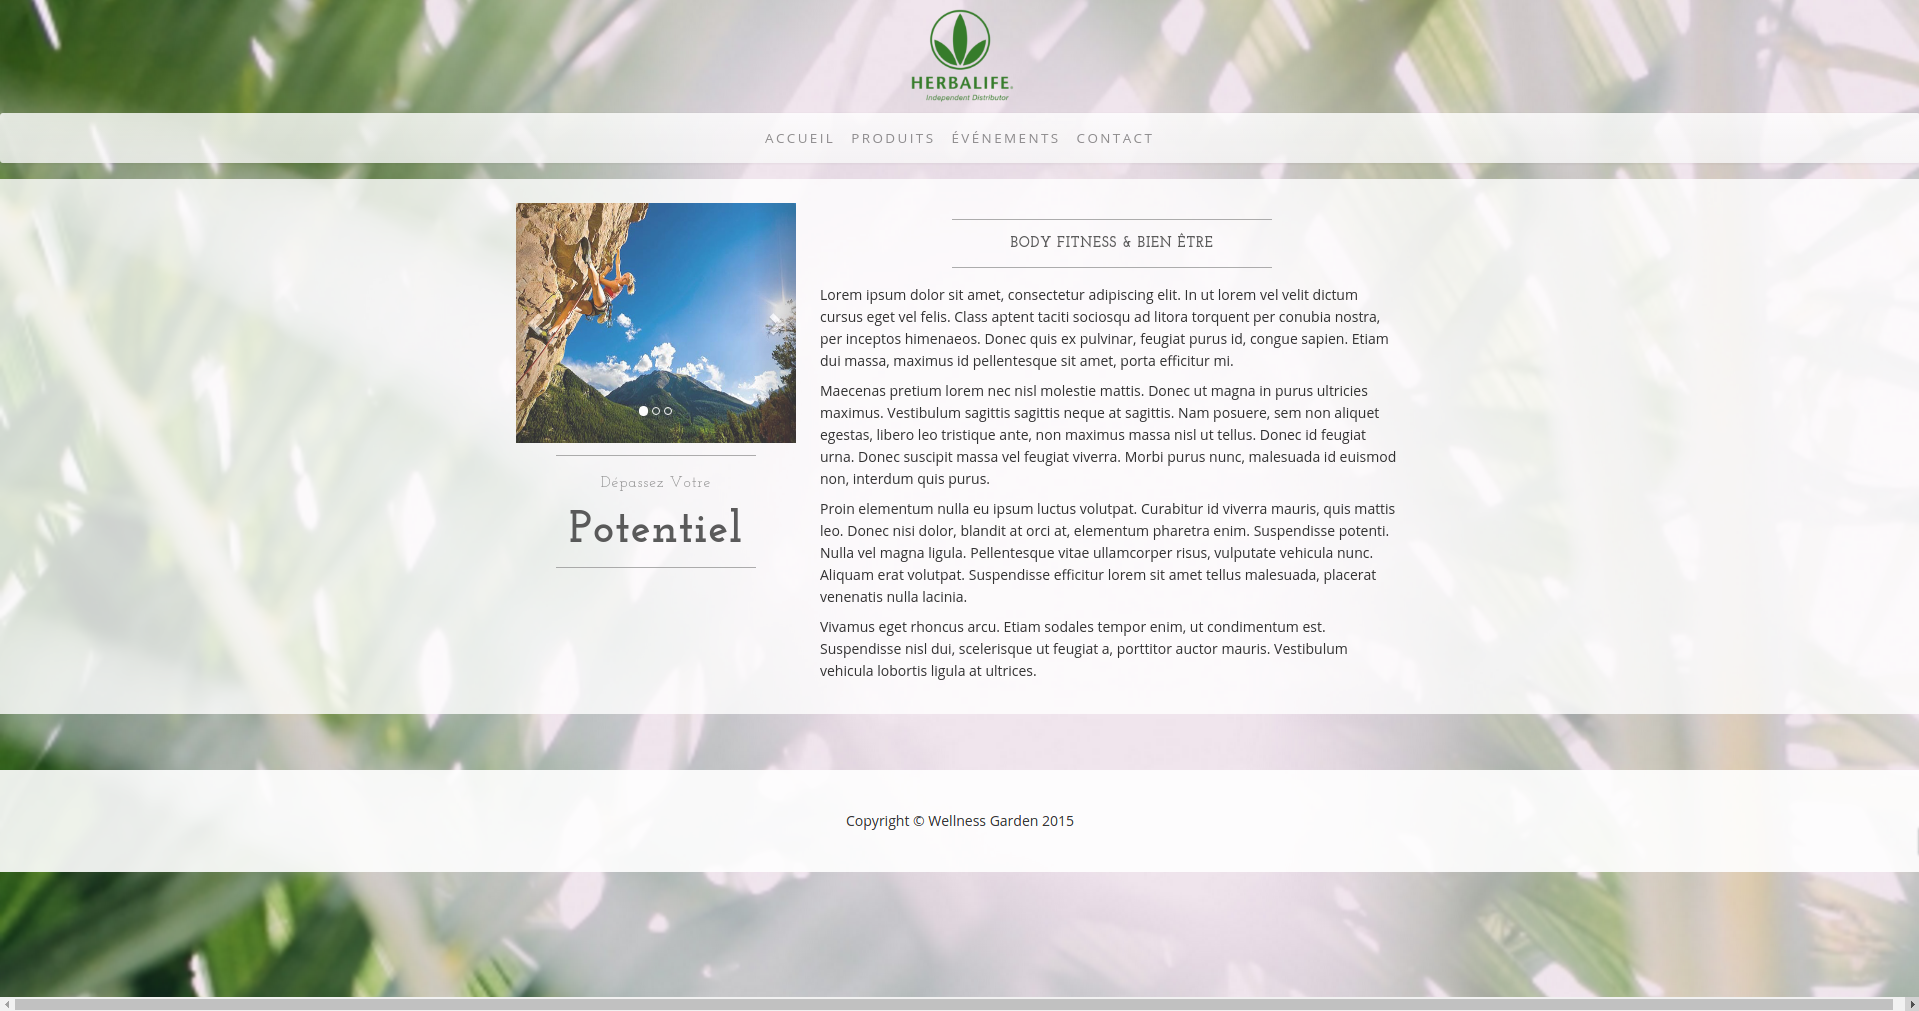 HERBALIFE.
Independent Distributor
ACCUEIL PRODUITS ÉVÉNEMENTS CONTACT
BODY FITNESS & BIEN ÊTRE
Lorem ipsum dolor sit amet, consectetur adipiscing elit. In ut lorem vel velit dictum
cursus eget vel felis. Class aptent taciti sociosqu ad litora torquent per conubia nostra,
per inceptos himenaeos. Donec quis ex pulvinar, feugiat purus id, congue sapien. Etiam
dui massa, maximus id pellentesque sit amet, porta efficitur mi.
Maecenas pretium lorem nec nisl molestie mattis. Donec ut magna in purus ultricies
maximus. Vestibulum sagittis sagittis neque at sagittis. Nam posuere, sem non aliquet
egestas, libero leo tristique ante, non maximus massa nisl ut tellus. Donec id feugiat
urna. Donec suscipit massa vel feugiat viverra. Morbi purus nunc, malesuada id euismod
non, interdum quis purus.
Proin elementum nulla eu ipsum luctus volutpat. Curabitur id viverra mauris, quis mattis
leo. Donec nisi dolor, blandit at orci at, elementum pharetra enim. Suspendisse potenti.
Nulla vel magna ligula. Pellentesque vitae ullamcorper risus, vulputate vehicula nunc.
Aliquam erat volutpat. Suspendisse efficitur lorem sit amet tellus malesuada, placerat
venenatis nulla lacinia.
Vivamus eget rhoncus arcu. Etiam sodales tempor enim, ut condimentum est.
Suspendisse nisl dui, scelerisque ut feugiat a, porttitor auctor mauris. Vestibulum
vehicula lobortis ligula at ultrices.
Dépassez Votre
Potentiel
Copyright © Wellness Garden 2015